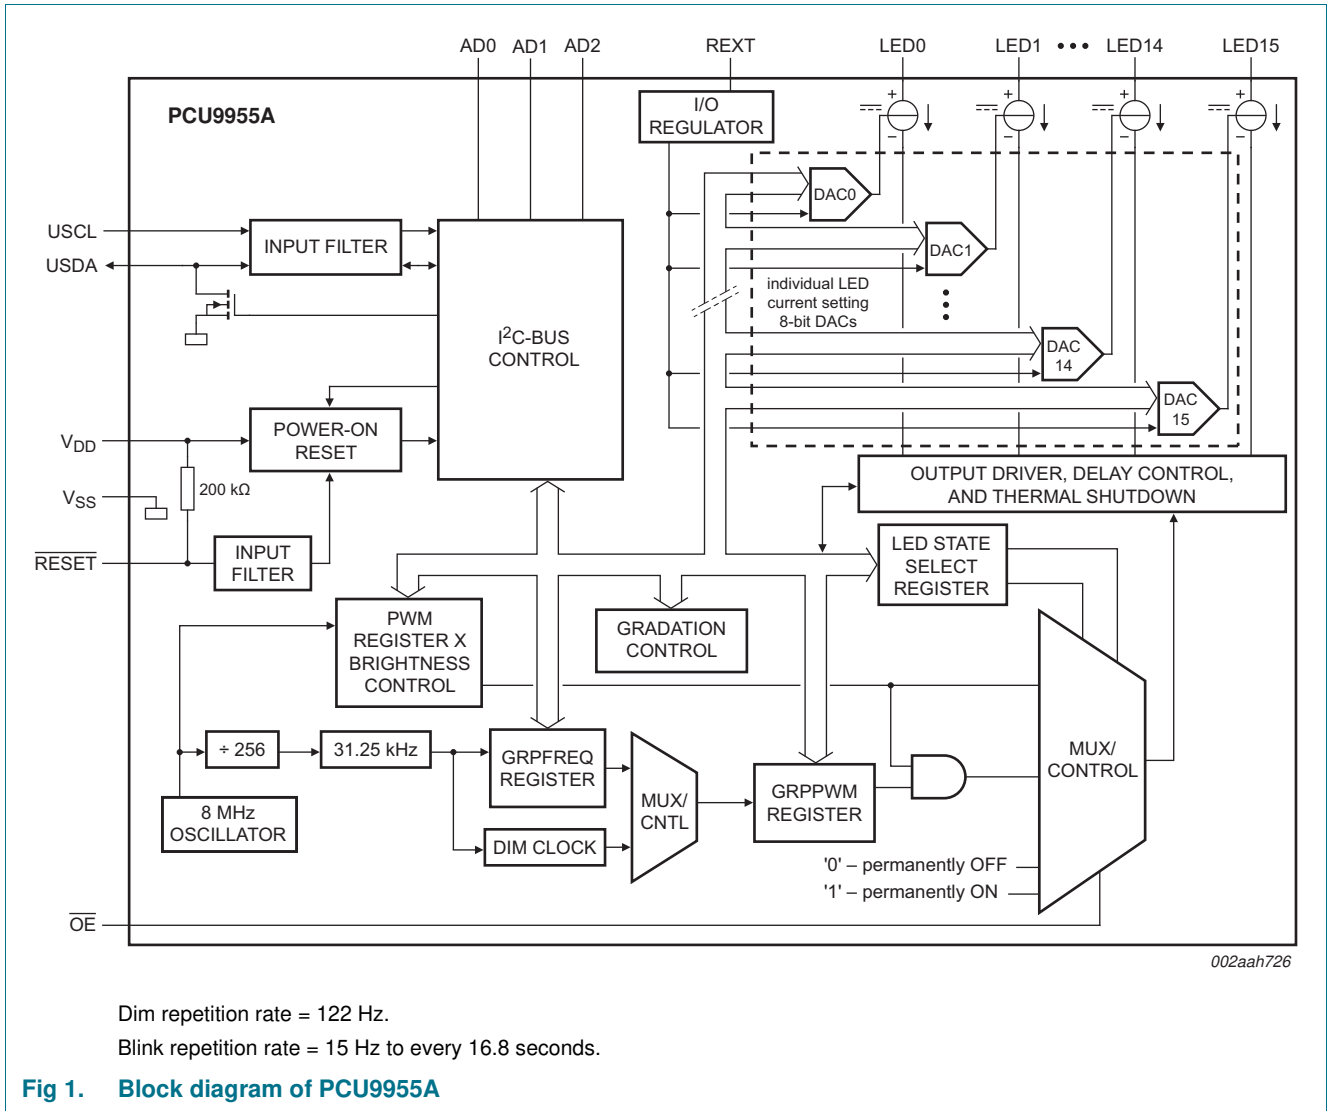 AD0 AD1 AD2 REXT LED0 LED1 ••• LED14 LED15
PCU9955A
I/O
REGULATOR
+ + + +
− − − −
DAC0
USCL
INPUT FILTER
DAC1
USDA
individual LED
current setting
8-bit DACs
I2C-BUS
CONTROL
DAC
14
DAC
15
VDD
POWER-ON
RESET
200 kΩ
VSS
OUTPUT DRIVER, DELAY CONTROL,
AND THERMAL SHUTDOWN
RESET
INPUT
FILTER
LED STATE
SELECT
REGISTER
PWM
REGISTER X
BRIGHTNESS
CONTROL
GRADATION
CONTROL
÷ 256
31.25 kHz
GRPFREQ
REGISTER
MUX/
CNTL
GRPPWM
REGISTER
MUX/
CONTROL
8 MHz
OSCILLATOR
DIM CLOCK
'0' – permanently OFF
'1' – permanently ON
OE
002aah726
Dim repetition rate = 122 Hz.
Blink repetition rate = 15 Hz to every 16.8 seconds.
Fig 1. Block diagram of PCU9955A